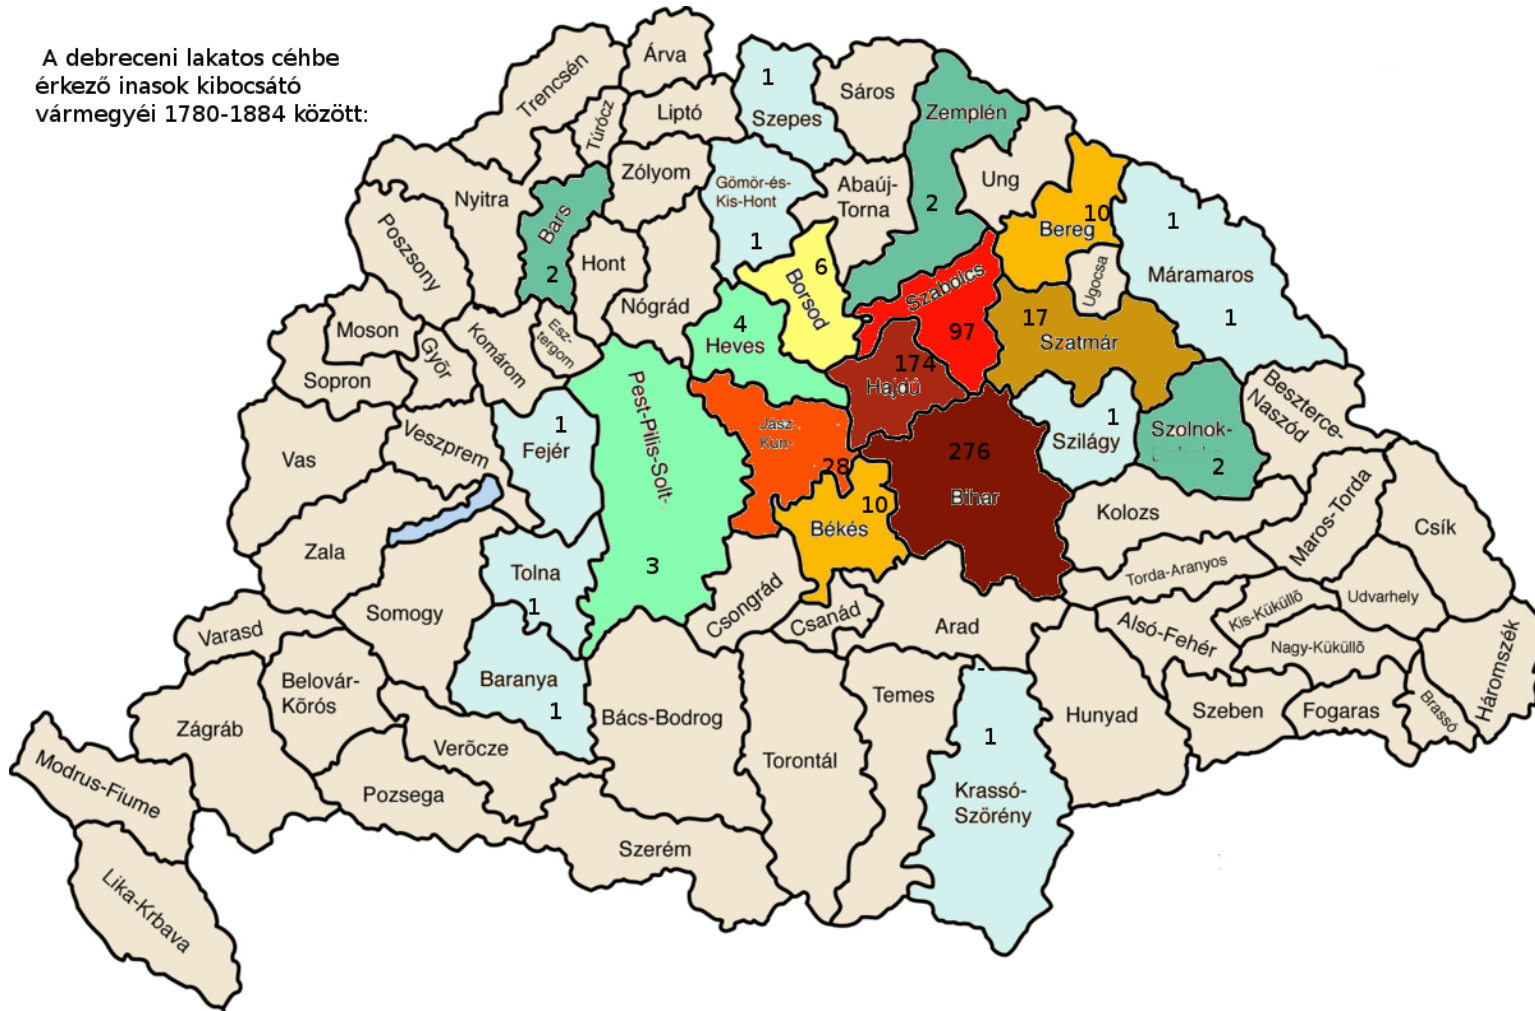 A debreceni lakatos céhbe
érkező inasok kibocsátó
vármegyéi 1780-1884 között:
Árva
Trencsén
Túrócz
Liptó
1
Szepes
Sáros
Zemplén
2
Ung
Zólyom
Nyitra
Poszony
Bars
2
Hont
Nógrád
Gömör-és-
Kis-Hont
1
Abaúj-
Torna
Borsod
6
10
Bereg
Ugocsa
1
Máramaros
1
Szabolcs
97
17
Szatmár
4
Heves
174
Hajdú
Moson
Sopron
Győr
Komárom
Esz-
tergom
Vas
Veszprem
1
Fejér
Pest-Pilis-Solt-
3
Jász-
Kun-
28
10
Békés
276
Bihar
1
Szilágy
Szolnok-
2
Beszterce-
Naszód
Kolozs
Maros-Torda
Csík
Torda-Aranyos
Udvarhely
Kis-Küküllõ
Nagy-Küküllõ
Alsó-Fehér
Háromszék
Brassó
Fogaras
Szeben
Hunyad
Zala
Somogy
Tolna
1
Baranya
1
Csongrád
Csanád
Arad
Varasd
Belovár-
Kõrös
Zágráb
Verõcze
Pozsega
Bács-Bodrog
Torontál
Temes
1
Krassó-
Szörény
Szerém
Modrus-Fiume
Lika-Krbava